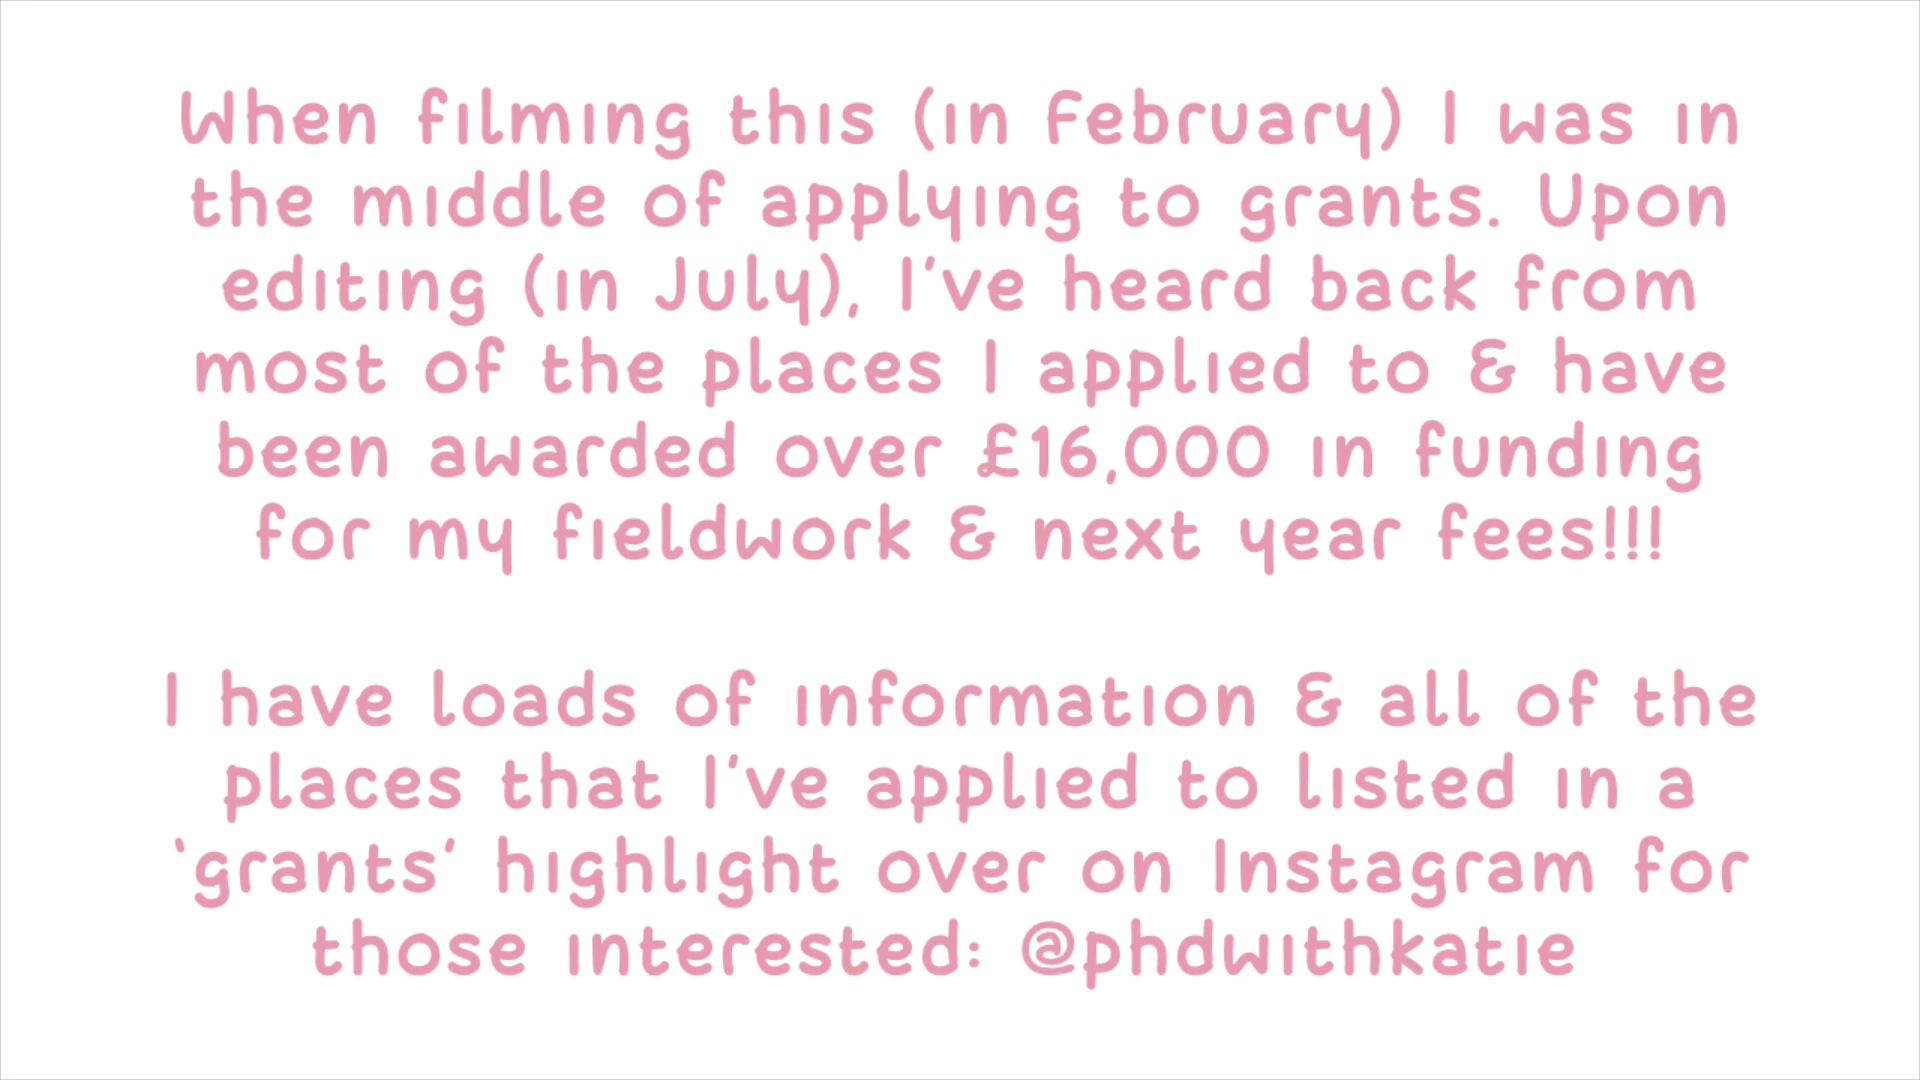 When filming this (in February) I was in
the middle of applying to grants. Upon
editing (in July), I've heard back from
most of the places I applied to & have
been awarded over £16,000 in funding
for my fieldwork & next year fees!!!
I have loads of information & all of the
places that I've applied to listed in a
‘grants’ highlight over on Instagram for
those interested: @phdwithkatie